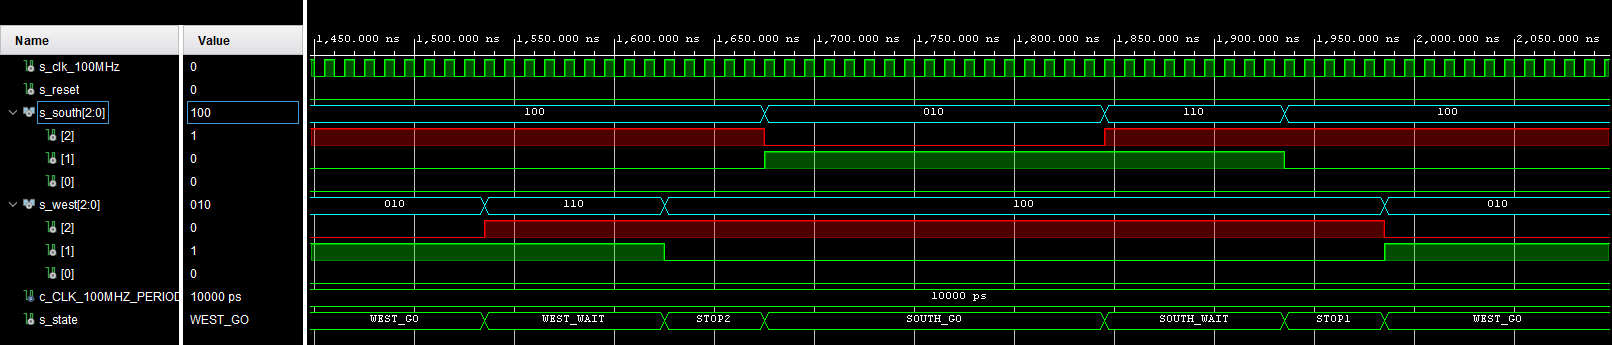 Name Value 1,450.000 ns 1,500.000 ns 1,550.000 ns 1,600.000 ns 1,650.000 ns 1,700.000 ns 1,750.000 ns 1,800.000 ns 1,850.000 ns 1,900.000 ns 1,950.000 ns 2,000.000 ns 2,050.000 ns
s_clk_100MHz 0
s_reset 0
s_south[2:0] 100 100 010 110 100
[2] 1
[1] 0
[0] 0
s_west[2:0] 010 010 110 100 010
[2] 0
[1] 1
[0] 0
c_CLK_100MHZ_PERIOD 10000 ps 10000 ps
s_state WEST_GO WEST_GO WEST_WAIT STOP2 SOUTH_GO SOUTH_WAIT STOP1 WEST_GO